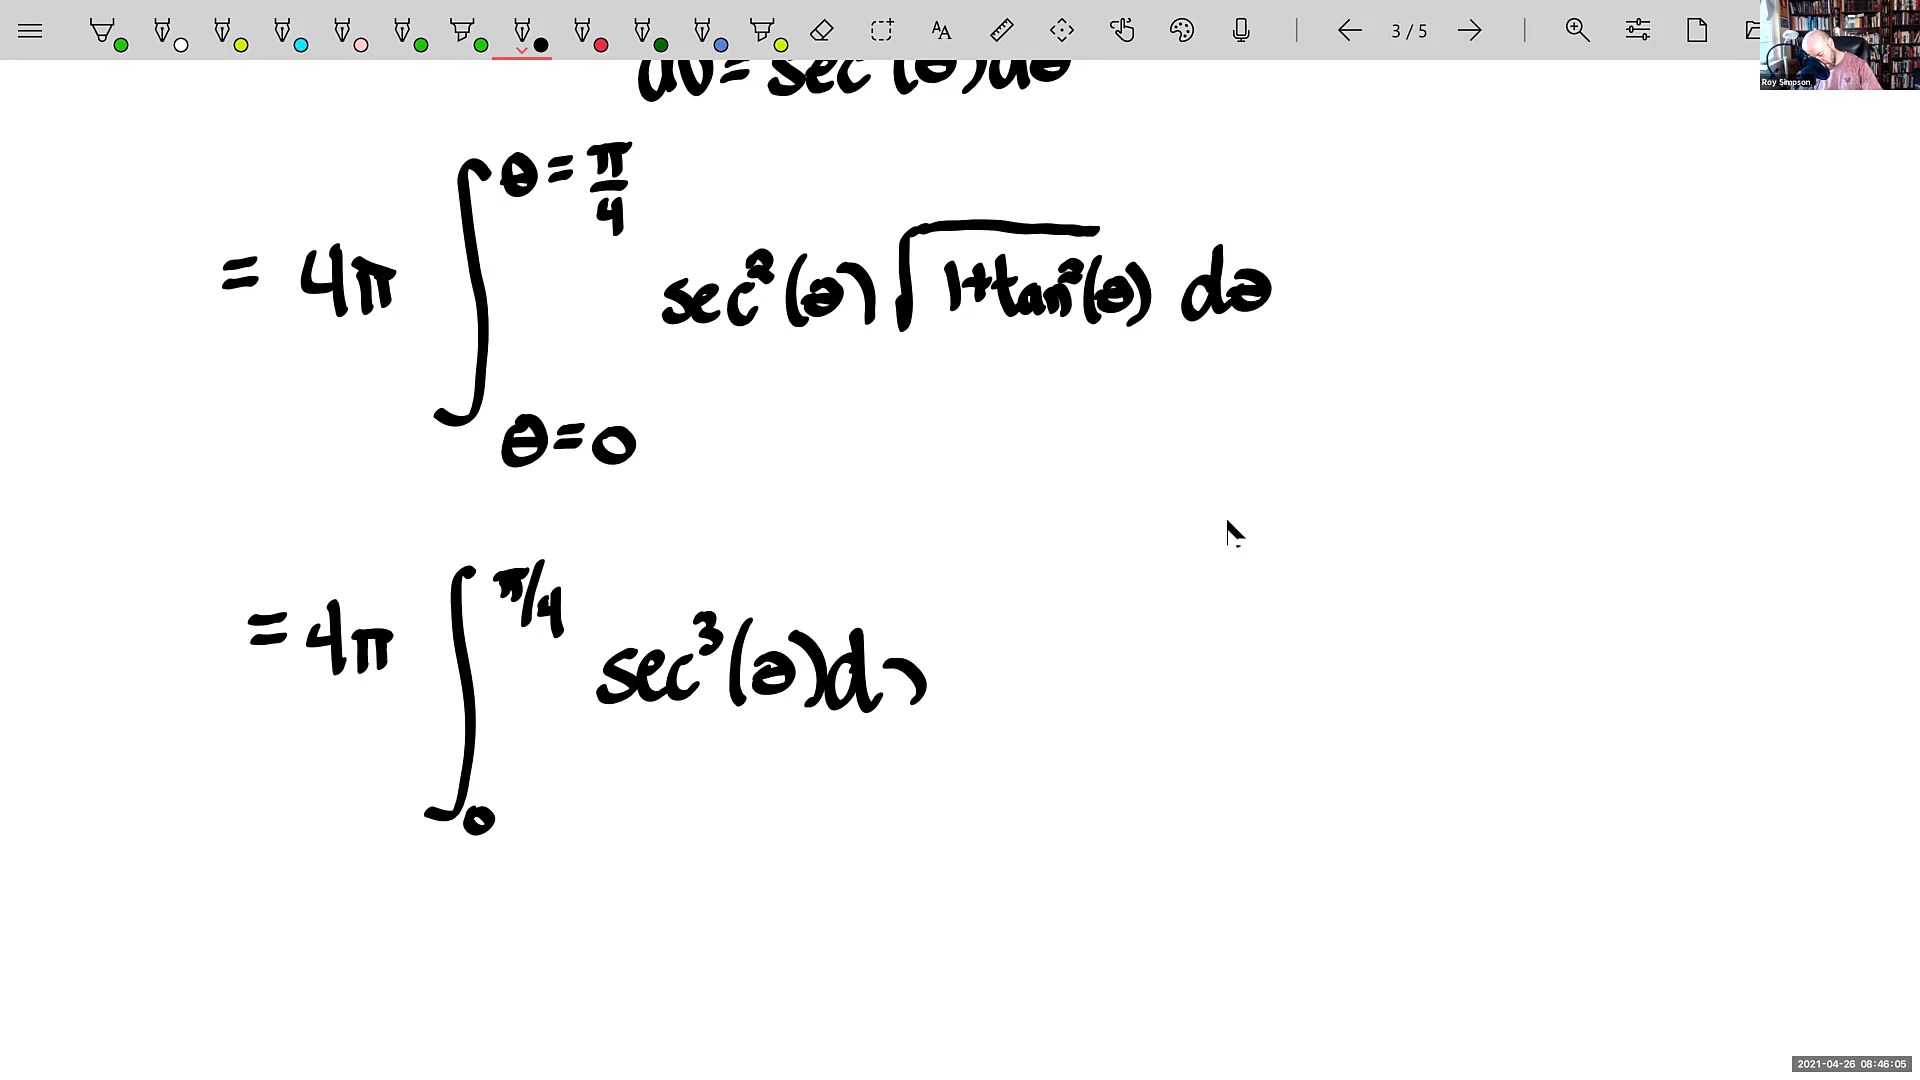 3 / 5
Roy Simpson
dv = sec²(θ)dθ
= 4π ∫_{θ=0}^{θ=π/4} sec²(θ) √(1+tan²(θ)) dθ
= 4π ∫_0^{π/4} sec³(θ)d
2021-04-26 08:46:05